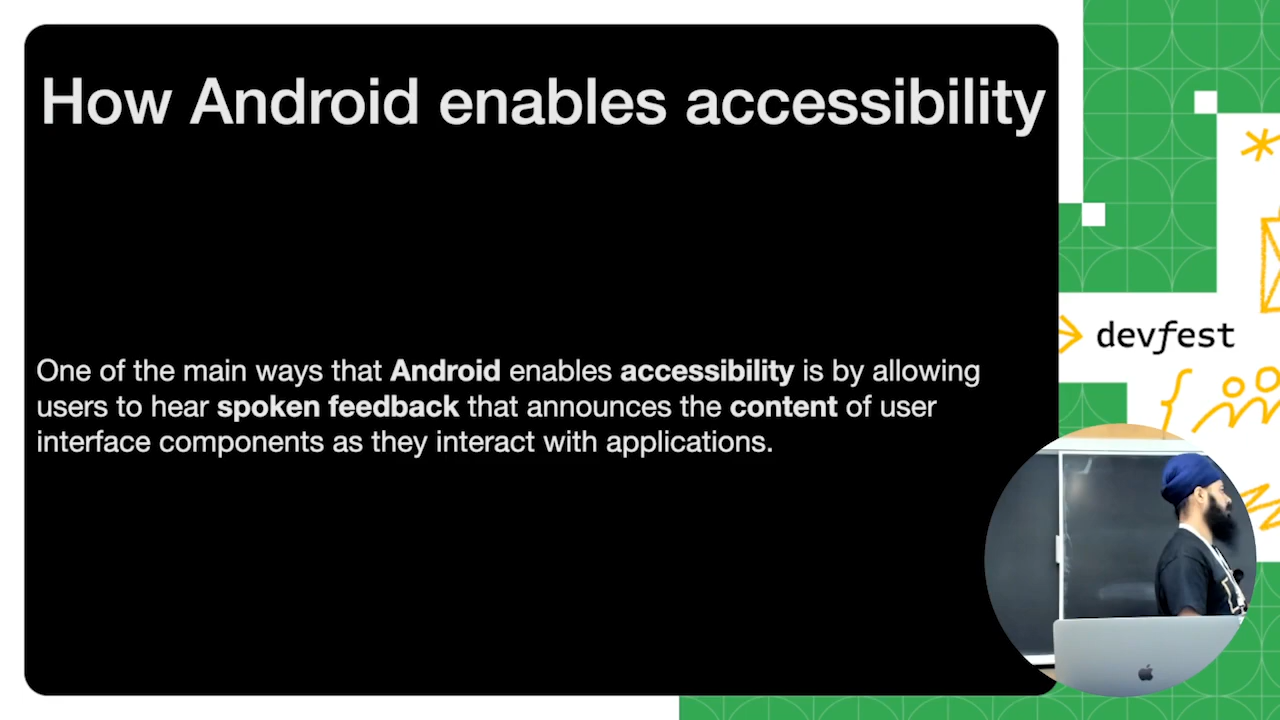 How Android enables accessibility
One of the main ways that Android enables accessibility is by allowing
users to hear spoken feedback that announces the content of user
interface components as they interact with applications.
devfest